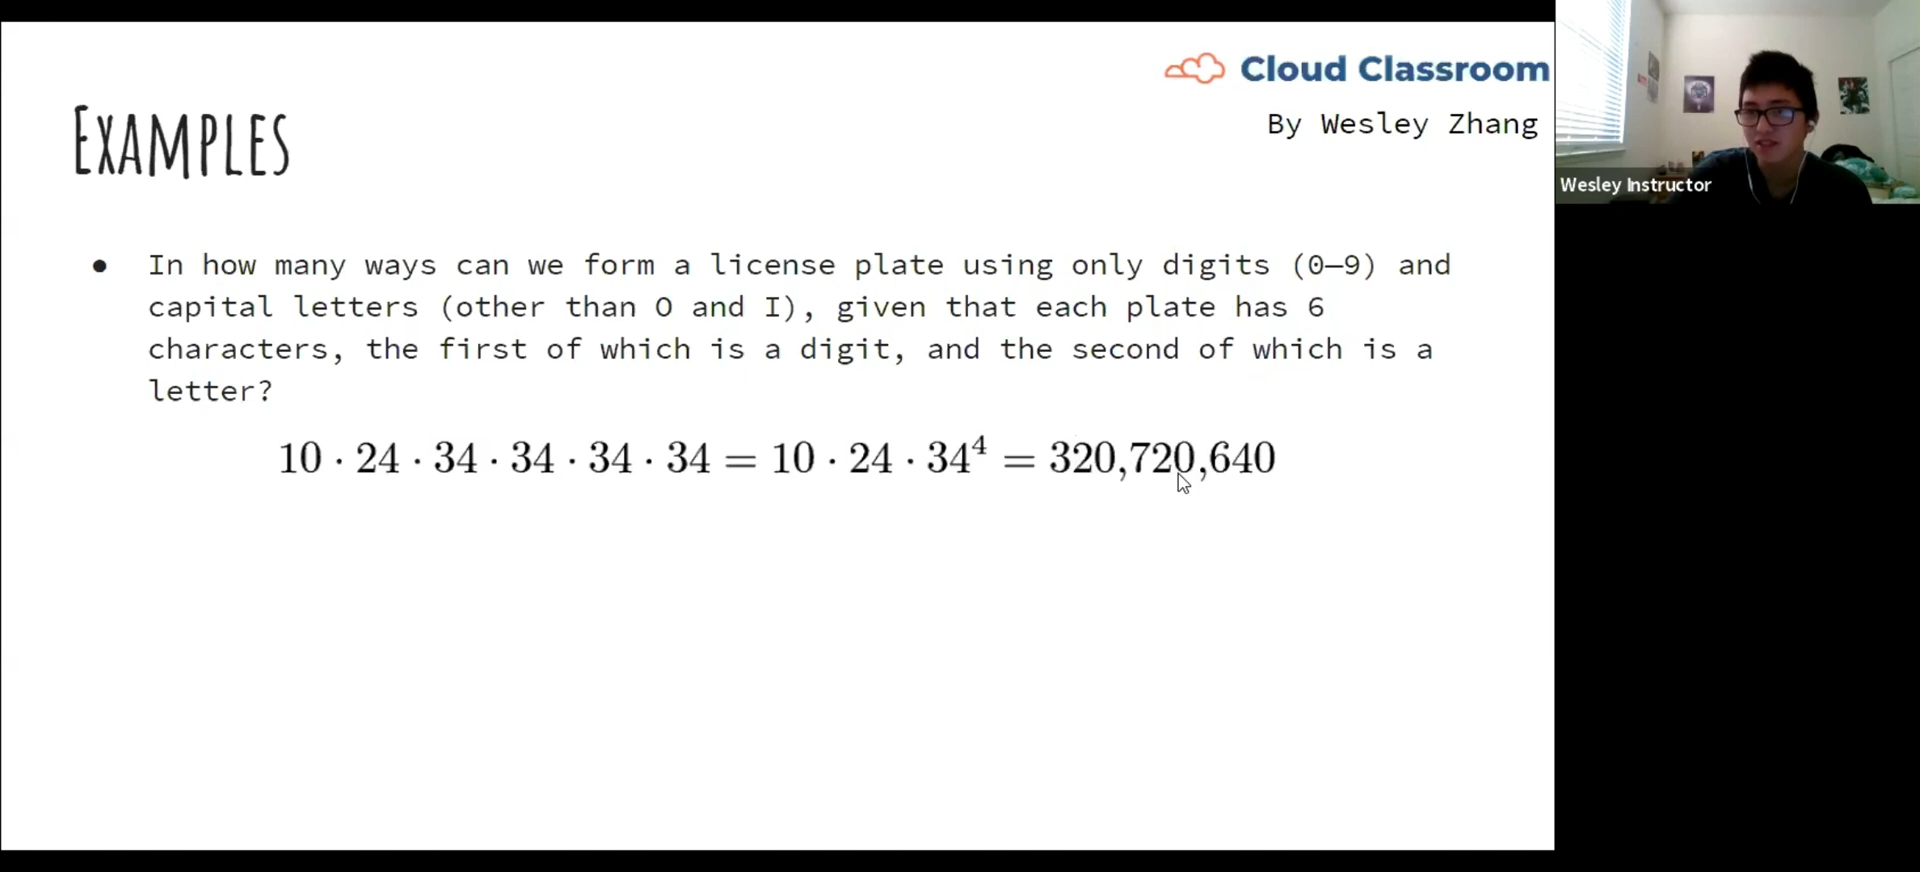 Cloud Classroom
By Wesley Zhang
EXAMPLES
Wesley Instructor
● In how many ways can we form a license plate using only digits (0–9) and
capital letters (other than O and I), given that each plate has 6
characters, the first of which is a digit, and the second of which is a
letter?
10 · 24 · 34 · 34 · 34 · 34 = 10 · 24 · 34⁴ = 320,720,640